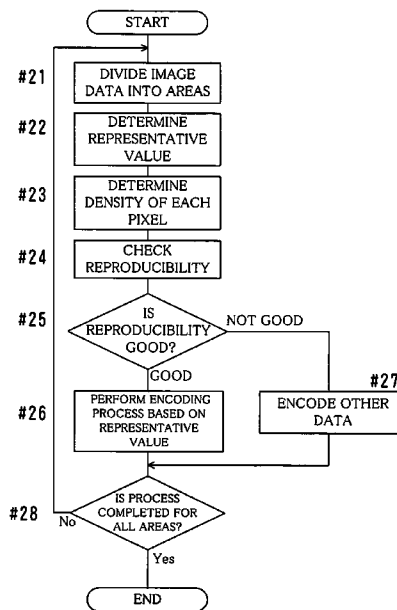 START
#21
DIVIDE IMAGE
DATA INTO AREAS
#22
DETERMINE
REPRESENTATIVE
VALUE
#23
DETERMINE
DENSITY OF EACH
PIXEL
#24
CHECK
REPRODUCIBILITY
#25
IS
REPRODUCIBILITY
GOOD?
NOT GOOD
GOOD
#26
PERFORM ENCODING
PROCESS BASED ON
REPRESENTATIVE
VALUE
#27
ENCODE OTHER
DATA
#28
IS PROCESS
COMPLETED FOR
ALL AREAS?
No
Yes
END